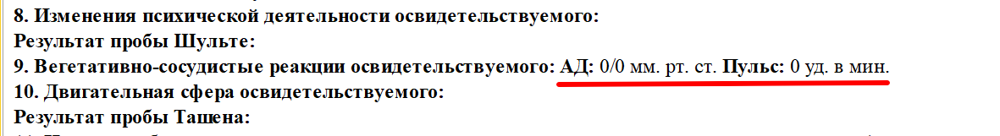 8. Изменения психической деятельности освидетельствуемого:
Результат пробы Шульте:
9. Вегетативно-сосудистые реакции освидетельствуемого: АД: 0/0 мм. рт. ст. Пульс: 0 уд. в мин.
10. Двигательная сфера освидетельствуемого:
Результат пробы Ташена: